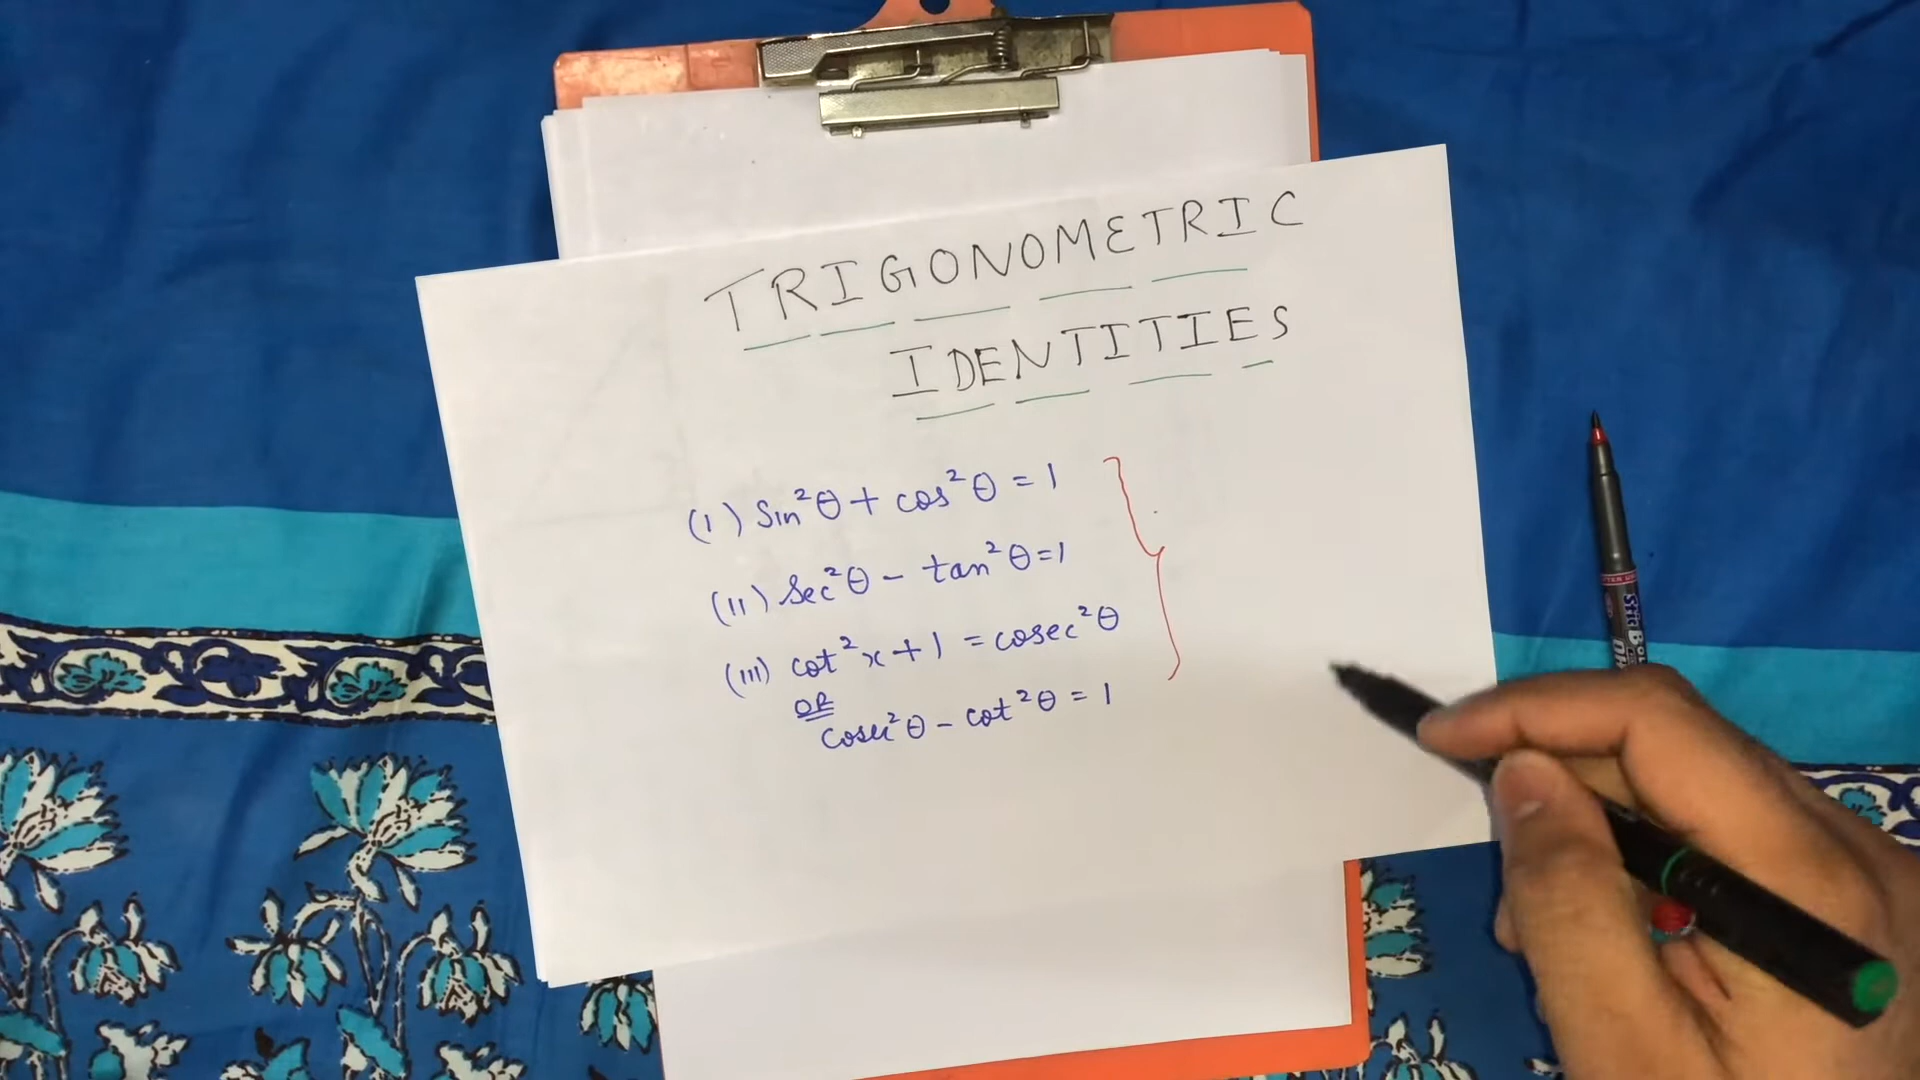 TRIGONOMETRIC
IDENTITIES
(I) Sin²θ + cos²θ = 1
(II) Sec²θ - tan²θ = 1
(III) cot²x + 1 = cosec²θ
OR
Cosec²θ - cot²θ = 1